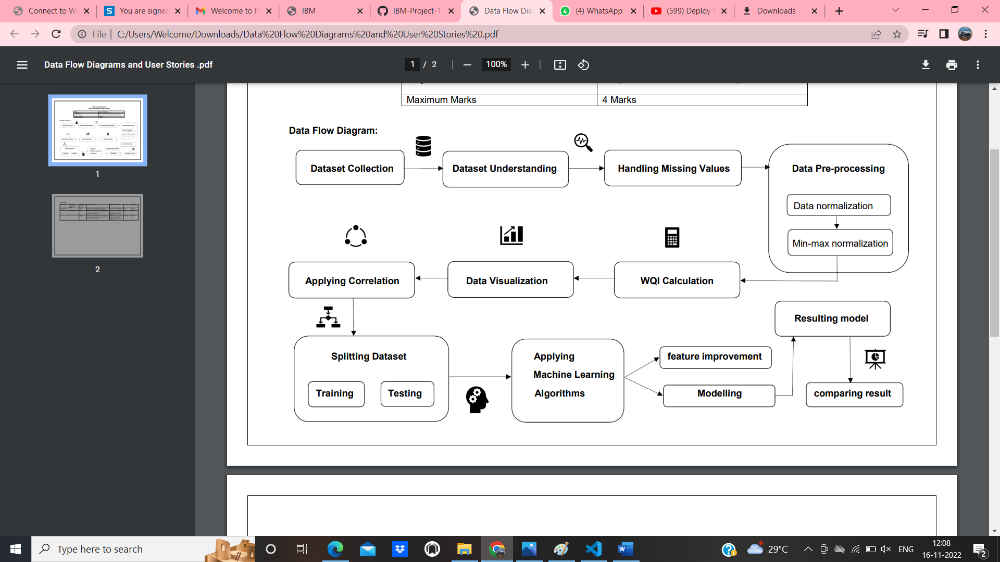 Connect to Wi
You are signed
Welcome to P
IBM
IBM-Project-1
Data Flow Dia
(4) WhatsApp
(599) Deploy
Downloads
File C:/Users/Welcome/Downloads/Data%20Flow%20Diagrams%20and%20User%20Stories%20.pdf
Data Flow Diagrams and User Stories .pdf
1 / 2
100%
Maximum Marks 4 Marks
Data Flow Diagram:
Dataset Collection
Dataset Understanding
Handling Missing Values
Data Pre-processing
Data normalization
Min-max normalization
Applying Correlation
Data Visualization
WQI Calculation
Resulting model
Splitting Dataset
Training
Testing
Applying
Machine Learning
Algorithms
feature improvement
Modelling
comparing result
1
2
Type here to search
29°C
ENG
12:08
16-11-2022
2